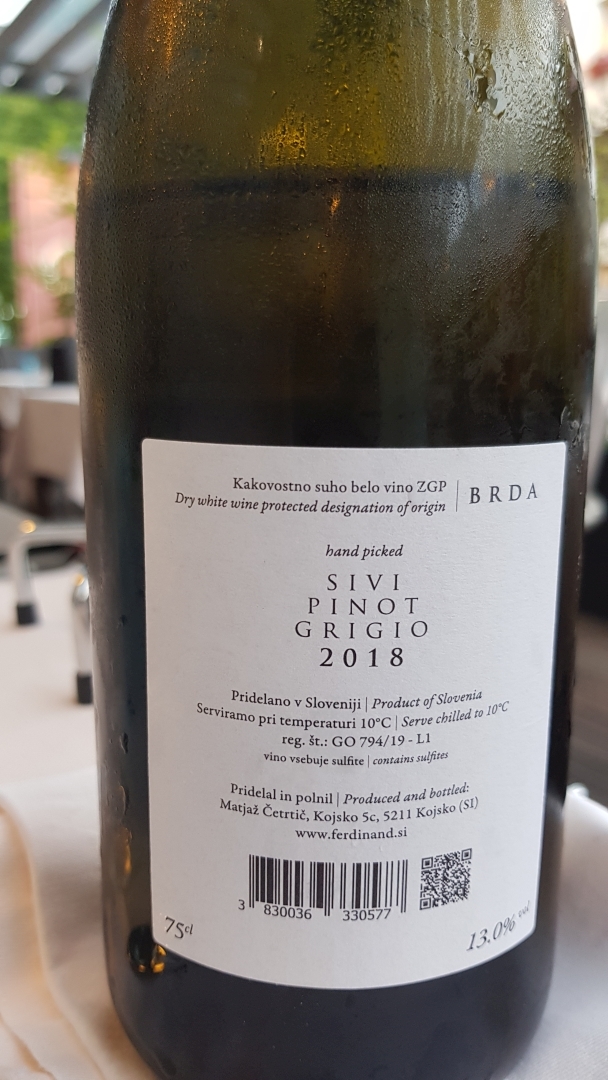 Kakovostno suho belo vino ZGP
Dry white wine protected designation of origin
BRDA
hand picked
SIVI
PINOT
GRIGIO
2018
Pridelano v Sloveniji | Product of Slovenia
Serviramo pri temperaturi 10°C | Serve chilled to 10°C
reg. št.: GO 794/19 - L1
vino vsebuje sulfite | contains sulfites
Pridelal in polnil | Produced and bottled:
Matjaž Četrtič, Kojsko 5c, 5211 Kojsko (SI)
www.ferdinand.si
3 830036 330577
75cl
13.0% vol